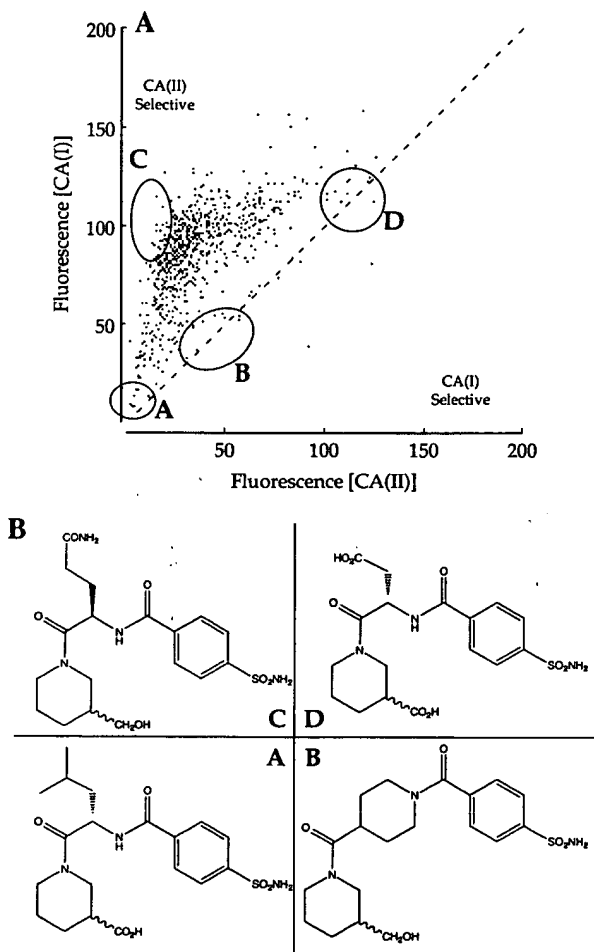 200
A
CA(II)
Selective
150
C
Fluorescence [CA(I)]
100
D
50
B
CA(I)
Selective
A
50 100 150 200
Fluorescence [CA(II)]
B
CONH₂
O
O
N
H
N
SO₂NH₂
CH₂OH
C
HO₂C
O
O
N
H
N
SO₂NH₂
CO₂H
D
A
O
O
N
H
N
SO₂NH₂
CO₂H
B
O
N
O
SO₂NH₂
N
CH₂OH